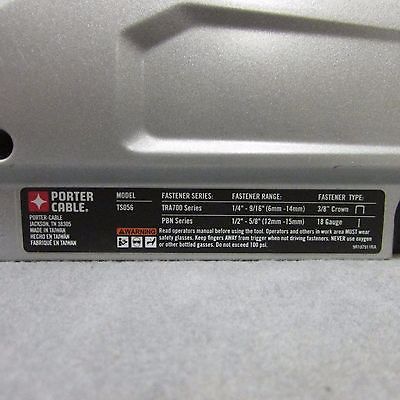 PORTER
CABLE®
PORTER-CABLE
JACKSON, TN 38305
MADE IN TAIWAN
HECHO EN TAIWÁN
FABRIQUÉ EN TAIWAN
MODEL FASTENER SERIES: FASTENER RANGE: FASTENER TYPE:
TS056 TRA700 Series 1/4" - 9/16" (6mm -14mm) 3/8" Crown
PBN Series 1/2" - 5/8" (12mm -15mm) 18 Gauge
WARNING Read operators manual before using the tool. Operators and others in work area MUST wear
safety glasses. Keep fingers AWAY from trigger when not driving fasteners. NEVER use oxygen
or other bottled gasses. Do not exceed 100 psi.